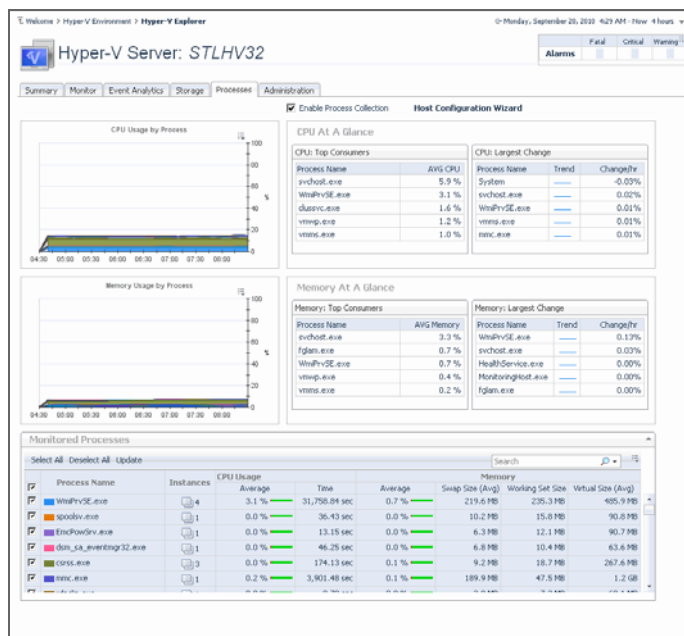 Welcome > Hyper-V Environment > Hyper-V Explorer
Monday, September 20, 2010 4:29 AM - Now 4 hours
Hyper-V Server: STLHV32
Fatal Critical Warning
Alarms
Summary Monitor Event Analytics Storage Processes Administration
Enable Process Collection Host Configuration Wizard
CPU Usage by Process
100
80
60
%
40
20
0
04:30 05:00 05:30 06:00 06:30 07:00 07:30 08:00
CPU At A Glance
CPU: Top Consumers
Process Name AVG CPU
svchost.exe 5.9 %
WmiPrvSE.exe 3.1 %
clussvc.exe 1.6 %
vmwp.exe 1.2 %
vmms.exe 1.0 %
CPU: Largest Change
Process Name Trend Change/hr
System -0.03%
svchost.exe 0.02%
WmiPrvSE.exe 0.01%
vmms.exe 0.01%
mmc.exe 0.01%
Memory Usage by Process
100
80
60
%
40
20
0
04:30 05:00 05:30 06:00 06:30 07:00 07:30 08:00
Memory At A Glance
Memory: Top Consumers
Process Name AVG Memory
svchost.exe 3.3 %
fglam.exe 0.7 %
WmiPrvSE.exe 0.7 %
vmwp.exe 0.4 %
vmms.exe 0.2 %
Memory: Largest Change
Process Name Trend Change/hr
WmiPrvSE.exe 0.13%
svchost.exe 0.03%
HealthService.exe 0.00%
MonitoringHost.exe 0.00%
fglam.exe 0.00%
Monitored Processes
Select All Deselect All Update Search
CPU Usage Memory
Process Name Instances Average Time Average Swap Size (Avg) Working Set Size Virtual Size (Avg)
WmiPrvSE.exe 4 3.1 % 31,758.84 sec 0.7 % 219.6 MB 235.3 MB 485.9 MB
spoolsv.exe 1 0.0 % 36.43 sec 0.0 % 10.2 MB 15.8 MB 90.8 MB
EmcPowSrv.exe 1 0.0 % 13.15 sec 0.0 % 6.3 MB 12.1 MB 90.7 MB
dsm_sa_eventmgr32.exe 1 0.0 % 46.25 sec 0.0 % 6.8 MB 10.4 MB 63.6 MB
csrss.exe 3 0.0 % 174.13 sec 0.1 % 9.2 MB 18.7 MB 267.6 MB
mmc.exe 1 0.2 % 3,901.48 sec 0.1 % 189.9 MB 47.5 MB 1.2 GB